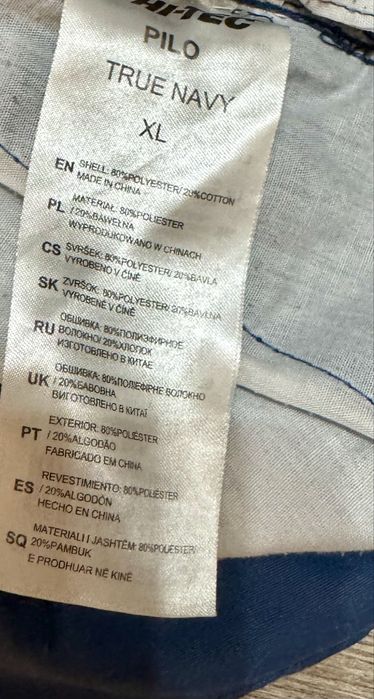 HI-TEC
PILO
TRUE NAVY
XL
EN SHELL: 80%POLYESTER/ 20%COTTON
MADE IN CHINA
PL MATERIAŁ: 80%POLIESTER
/ 20%BAWEŁNA
WYPRODUKOWANO W CHINACH
CS SVRŠEK: 80%POLYESTER/ 20%BAVLA
VYROBENO V ČÍNĚ
SK ZVRŠOK: 80%POLYESTER/ 20%BAVLNA
VYROBENÉ V ČÍNE
RU ОБШИВКА: 80%ПОЛИЭФИРНОЕ
ВОЛОКНО/ 20%ХЛОПОК
ИЗГОТОВЛЕНО В КИТАЕ
UK ОБШИВКА: 80%ПОЛІЕФІРНЕ ВОЛОКНО
/ 20%БАВОВНА
ВИГОТОВЛЕНО В КИТАЇ
PT EXTERIOR: 80%POLIÉSTER
/ 20%ALGODÃO
FABRICADO EM CHINA
ES REVESTIMIENTO: 80%POLIÉSTER
/ 20%ALGODÓN
HECHO EN CHINA
SQ MATERIALI I JASHTËM: 80%POLIESTER/
20%PAMBUK
E PRODHUAR NË KINË